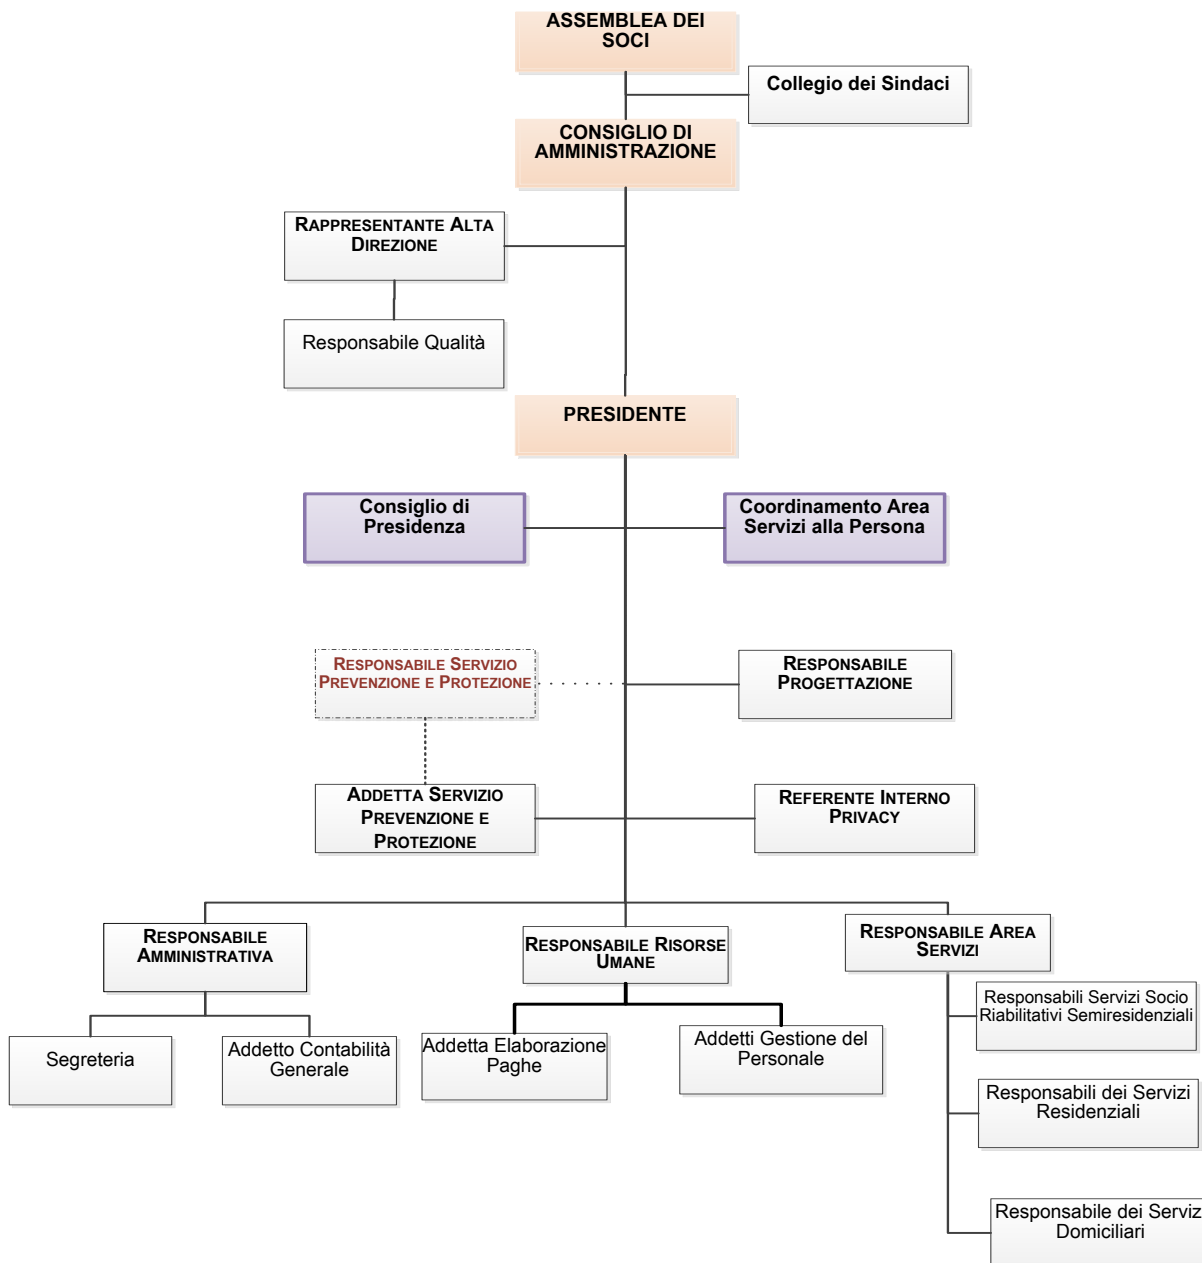 ASSEMBLEA DEI
SOCI
Collegio dei Sindaci
CONSIGLIO DI
AMMINISTRAZIONE
RAPPRESENTANTE ALTA
DIREZIONE
Responsabile Qualità
PRESIDENTE
Consiglio di
Presidenza
Coordinamento Area
Servizi alla Persona
RESPONSABILE SERVIZIO
PREVENZIONE E PROTEZIONE
RESPONSABILE
PROGETTAZIONE
ADDETTA SERVIZIO
PREVENZIONE E
PROTEZIONE
REFERENTE INTERNO
PRIVACY
RESPONSABILE
AMMINISTRATIVA
RESPONSABILE RISORSE
UMANE
RESPONSABILE AREA
SERVIZI
Segreteria
Addetto Contabilità
Generale
Addetta Elaborazione
Paghe
Addetti Gestione del
Personale
Responsabili Servizi Socio
Riabilitativi Semiresidenziali
Responsabili dei Servizi
Residenziali
Responsabile dei Serviz
Domiciliari